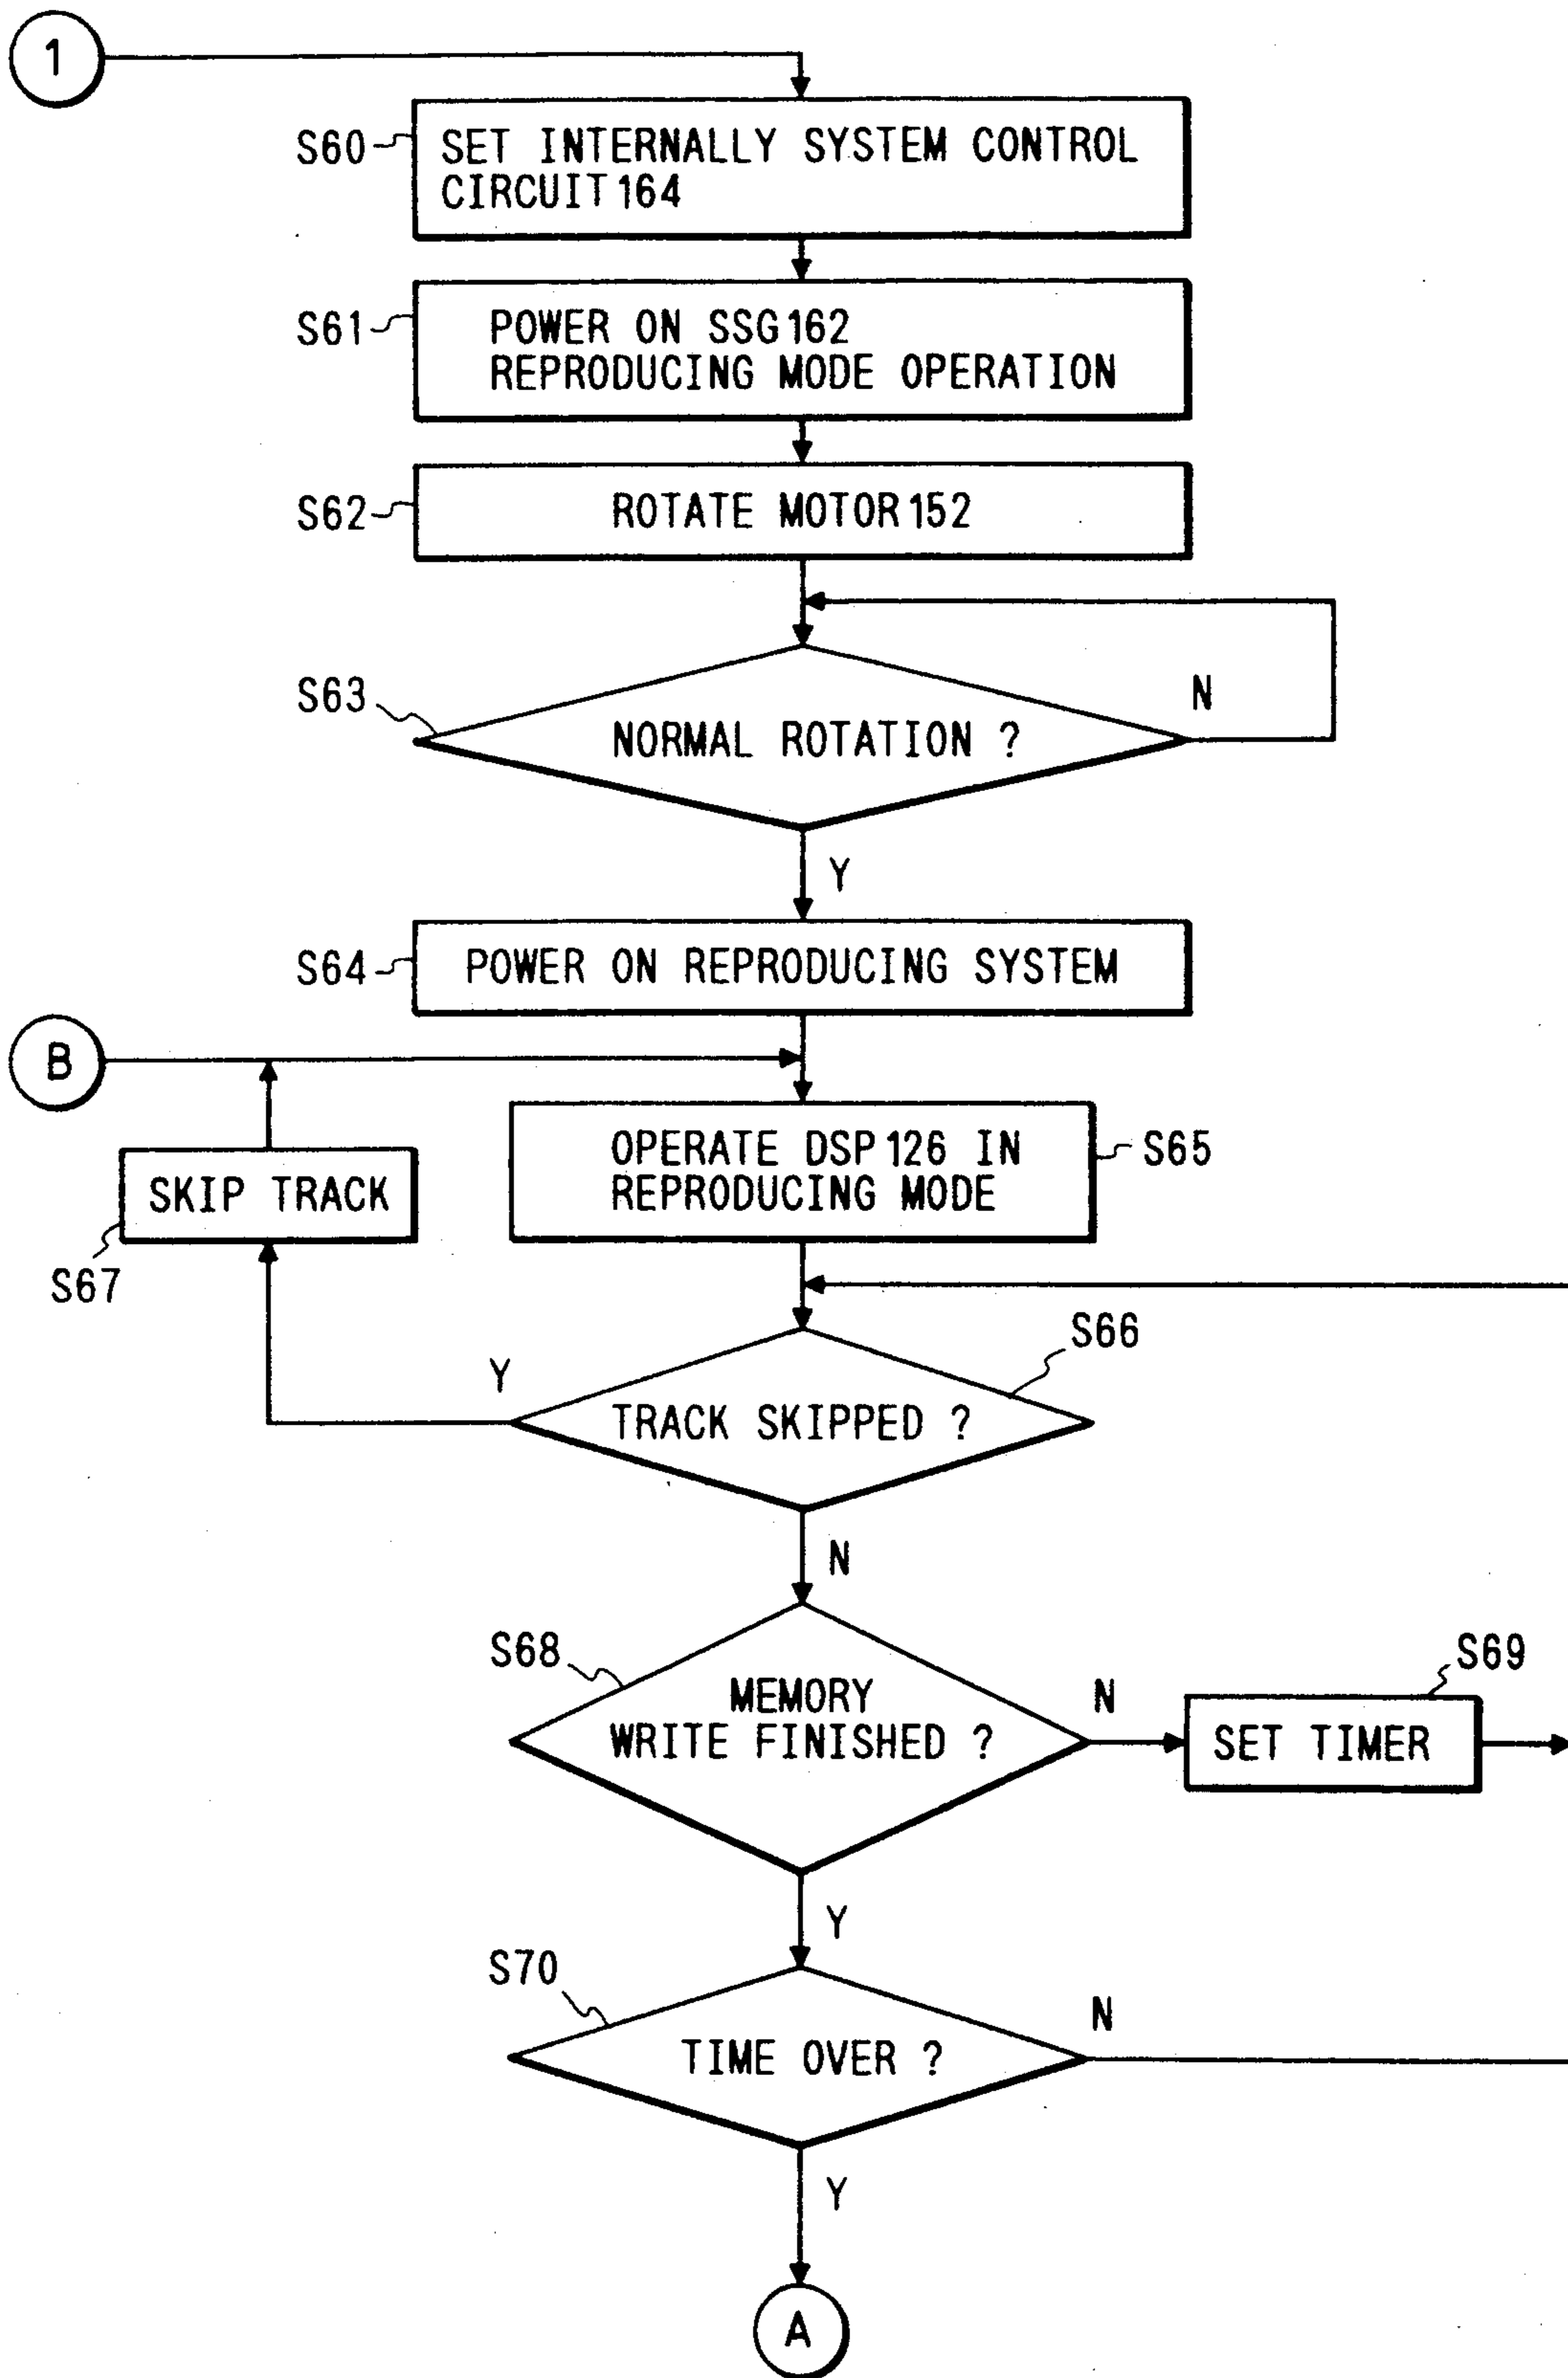 1
S60
SET INTERNALLY SYSTEM CONTROL
CIRCUIT 164
S61
POWER ON SSG 162
REPRODUCING MODE OPERATION
S62
ROTATE MOTOR 152
S63
NORMAL ROTATION ?
N
Y
S64
POWER ON REPRODUCING SYSTEM
B
OPERATE DSP 126 IN
REPRODUCING MODE
S65
SKIP TRACK
S67
S66
Y
TRACK SKIPPED ?
N
S68
MEMORY
WRITE FINISHED ?
N
S69
SET TIMER
Y
S70
TIME OVER ?
N
Y
A